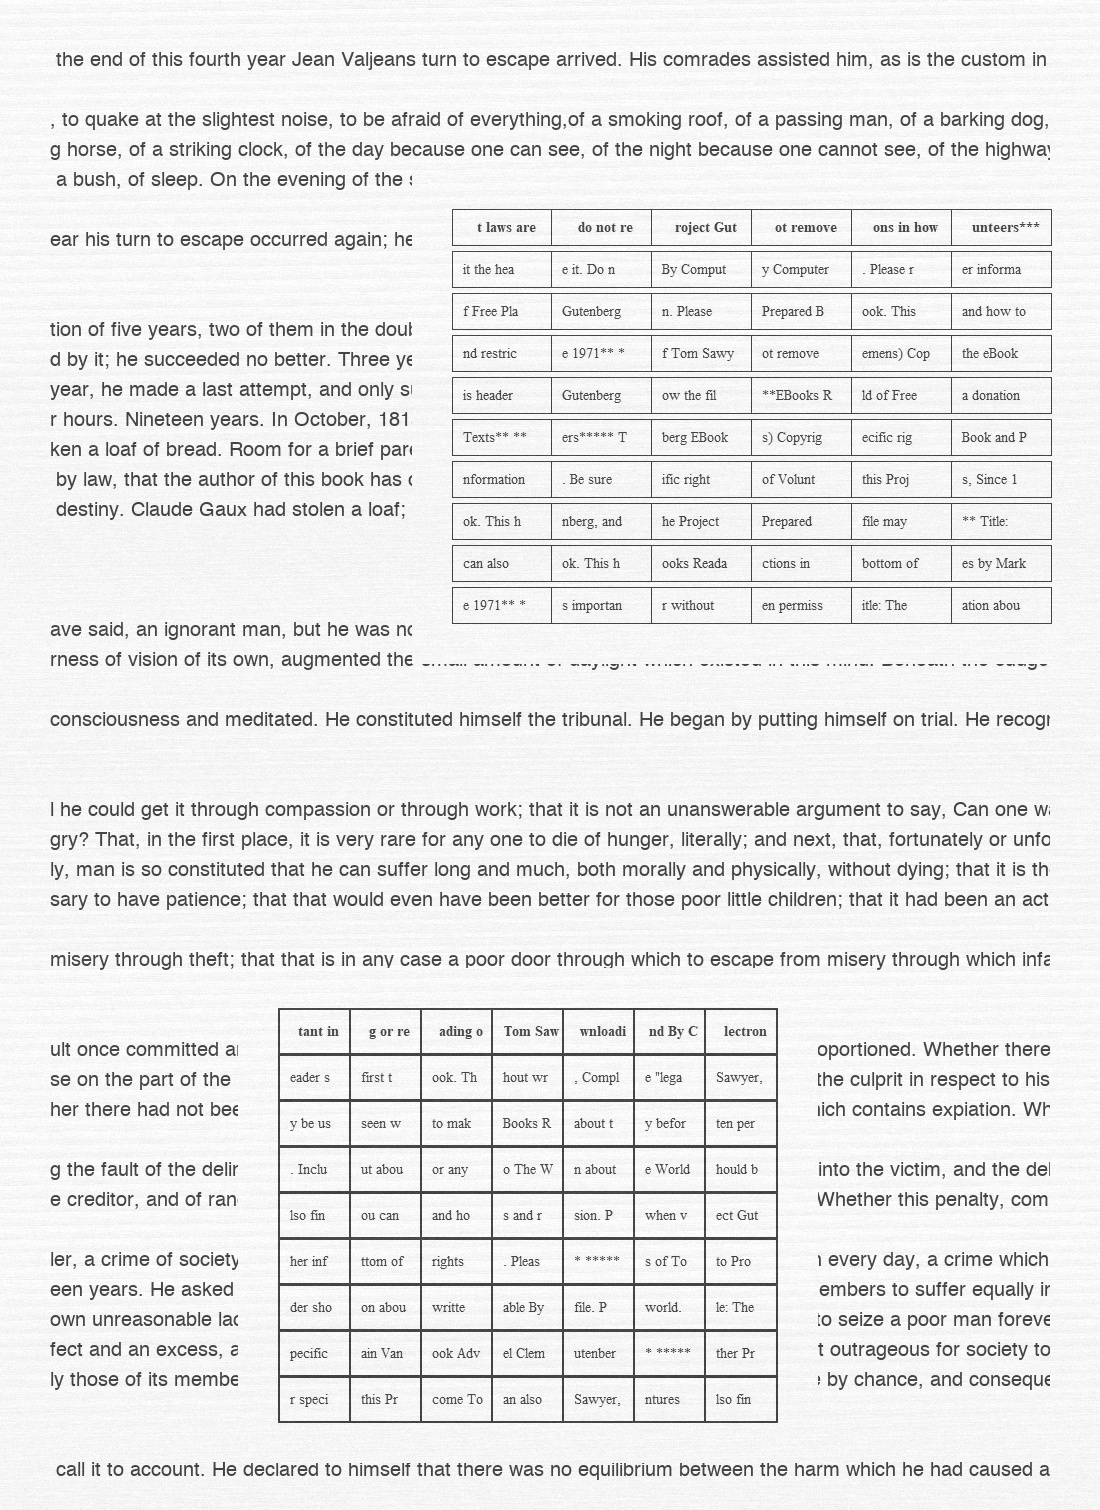 the end of this fourth year Jean Valjeans turn to escape arrived. His comrades assisted him, as is the custom in
, to quake at the slightest noise, to be afraid of everything,of a smoking roof, of a passing man, of a barking dog,
g horse, of a striking clock, of the day because one can see, of the night because one cannot see, of the highway
a bush, of sleep. On the evening of the
ear his turn to escape occurred again; he
tion of five years, two of them in the doub
d by it; he succeeded no better. Three ye
year, he made a last attempt, and only su
r hours. Nineteen years. In October, 181
ken a loaf of bread. Room for a brief pare
by law, that the author of this book has
destiny. Claude Gaux had stolen a loaf;
ave said, an ignorant man, but he was no
rness of vision of its own, augmented the
t laws are do not re roject Gut ot remove ons in how unteers***
it the hea e it. Do n By Comput y Computer . Please r er informa
f Free Pla Gutenberg n. Please Prepared B ook. This and how to
nd restric e 1971** * f Tom Sawy ot remove emens) Cop the eBook
is header Gutenberg ow the fil **EBooks R ld of Free a donation
Texts** ** ers***** T berg EBook s) Copyrig ecific rig Book and P
nformation . Be sure ific right of Volunt this Proj s, Since 1
ok. This h nberg, and he Project Prepared file may ** Title:
can also ok. This h ooks Reada ctions in bottom of es by Mark
e 1971** * s importan r without en permiss itle: The ation abou
consciousness and meditated. He constituted himself the tribunal. He began by putting himself on trial. He recogn
l he could get it through compassion or through work; that it is not an unanswerable argument to say, Can one wa
gry? That, in the first place, it is very rare for any one to die of hunger, literally; and next, that, fortunately or unfo
ly, man is so constituted that he can suffer long and much, both morally and physically, without dying; that it is the
sary to have patience; that that would even have been better for those poor little children; that it had been an act
misery through theft; that that is in any case a poor door through which to escape from misery through which infa
ult once committed a oportioned. Whether there
se on the part of the the culprit in respect to his
her there had not bee hich contains expiation. Wh
g the fault of the delin into the victim, and the de
e creditor, and of ran Whether this penalty, com
ler, a crime of society every day, a crime which
een years. He asked embers to suffer equally in
own unreasonable lac to seize a poor man foreve
fect and an excess, a t outrageous for society to
ly those of its membe by chance, and conseque
tant in g or re ading o Tom Saw wnloadi nd By C lectron
eader s first t ook. Th hout wr , Compl e "lega Sawyer,
y be us seen w to mak Books R about t y befor ten per
. Inclu ut abou or any o The W n about e World hould b
lso fin ou can and ho s and r sion. P when v ect Gut
her inf ttom of rights . Pleas * ***** s of To to Pro
der sho on abou writte able By file. P world. le: The
pecific ain Van ook Adv el Clem utenber * ***** ther Pr
r speci this Pr come To an also Sawyer, ntures lso fin
call it to account. He declared to himself that there was no equilibrium between the harm which he had caused a